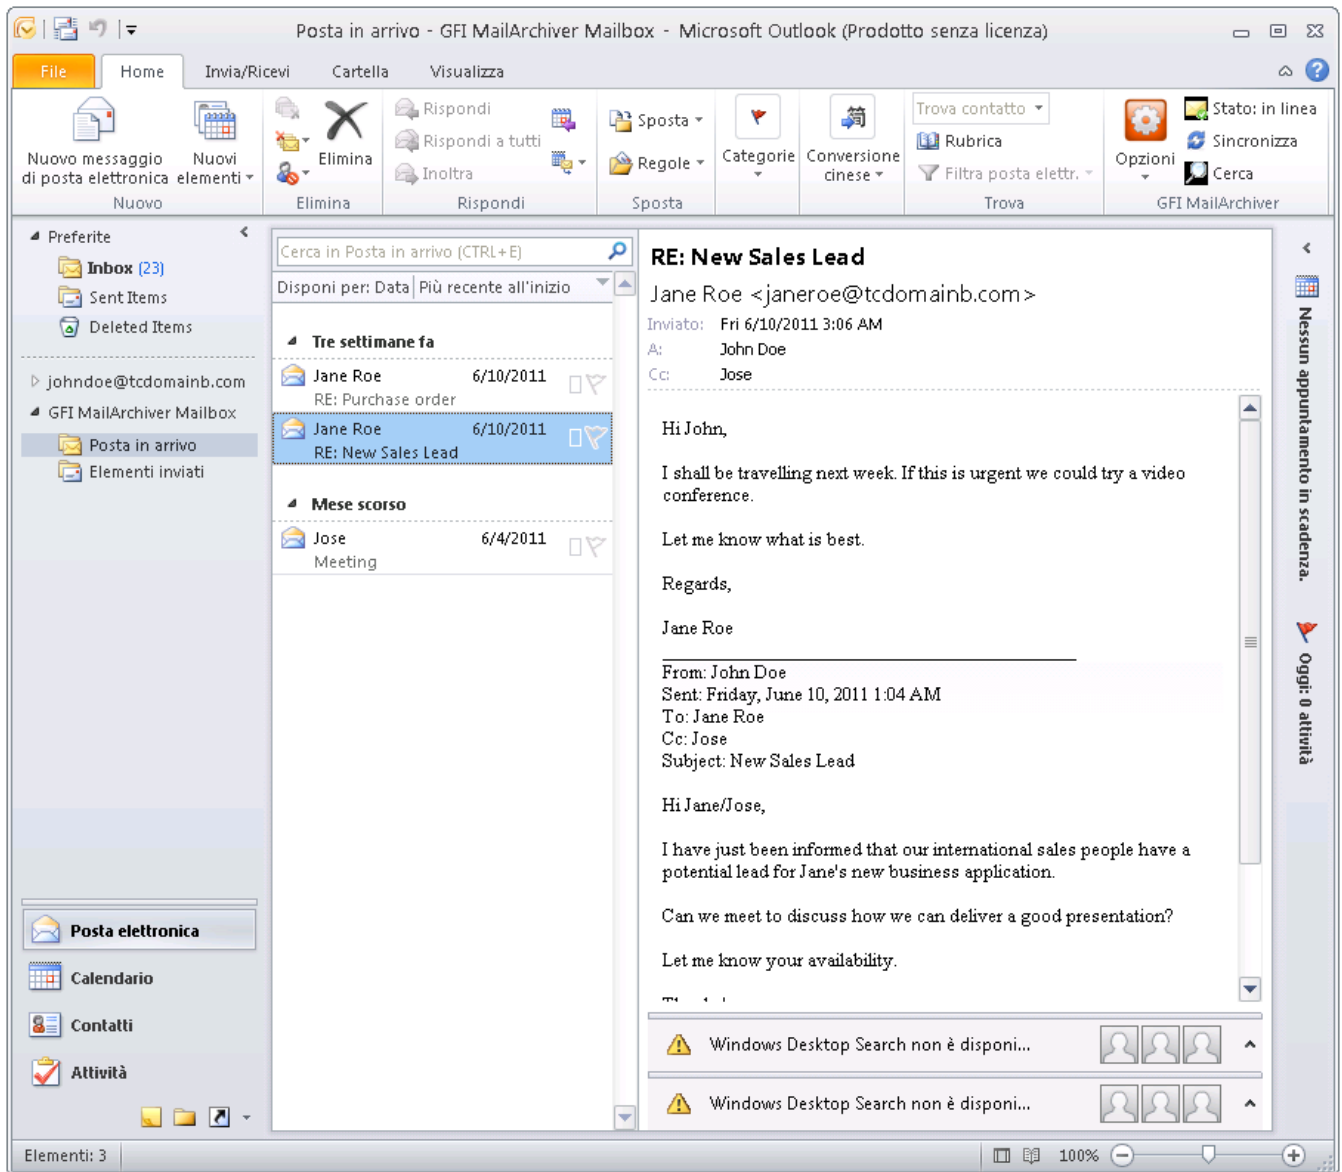 Posta in arrivo - GFI MailArchiver Mailbox - Microsoft Outlook (Prodotto senza licenza)
File Home Invia/Ricevi Cartella Visualizza
Nuovo messaggio di posta elettronica
Nuovi elementi
Nuovo
Elimina
Elimina
Rispondi
Rispondi a tutti
Inoltra
Rispondi
Sposta
Regole
Sposta
Categorie
简
Conversione cinese
Trova contatto
Rubrica
Filtra posta elettr.
Trova
Opzioni
Stato: in linea
Sincronizza
Cerca
GFI MailArchiver
Preferite
Inbox (23)
Sent Items
Deleted Items
johndoe@tcdomainb.com
GFI MailArchiver Mailbox
Posta in arrivo
Elementi inviati
Posta elettronica
Calendario
Contatti
Attività
Cerca in Posta in arrivo (CTRL+E)
Disponi per: Data Più recente all'inizio
Tre settimane fa
Jane Roe 6/10/2011
RE: Purchase order
Jane Roe 6/10/2011
RE: New Sales Lead
Mese scorso
Jose 6/4/2011
Meeting
RE: New Sales Lead
Jane Roe <janeroe@tcdomainb.com>
Inviato: Fri 6/10/2011 3:06 AM
A: John Doe
Cc: Jose
Hi John,
I shall be travelling next week. If this is urgent we could try a video
conference.
Let me know what is best.
Regards,
Jane Roe
From: John Doe
Sent: Friday, June 10, 2011 1:04 AM
To: Jane Roe
Cc: Jose
Subject: New Sales Lead
Hi Jane/Jose,
I have just been informed that our international sales people have a
potential lead for Jane's new business application.
Can we meet to discuss how we can deliver a good presentation?
Let me know your availability.
Windows Desktop Search non è disponi...
Windows Desktop Search non è disponi...
Nessun appuntamento in scadenza.
Oggi: 0 attività
Elementi: 3
100%